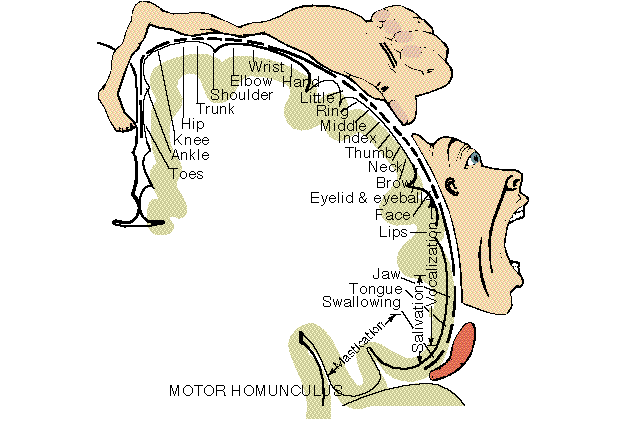 Wrist
Elbow
Hand
Shoulder
Little
Trunk
Ring
Hip
Middle
Knee
Index
Ankle
Thumb
Toes
Neck
Brow
Eyelid & eyeball
Face
Lips
Vocalization
Jaw
Tongue
Swallowing
Salivation
Mastication
MOTOR HOMUNCULUS